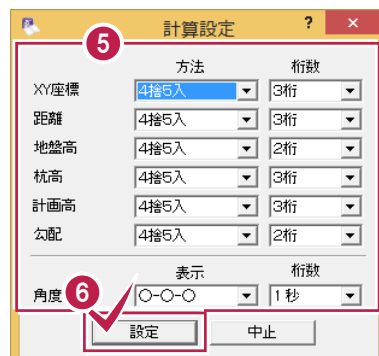 計算設定 ? ×
5
方法 桁数
XY座標 4捨5入 3桁
距離 4捨5入 3桁
地盤高 4捨5入 2桁
杭高 4捨5入 3桁
計画高 4捨5入 3桁
勾配 4捨5入 2桁
表示 桁数
角度 6 ○-○-○ 1秒
設定 中止